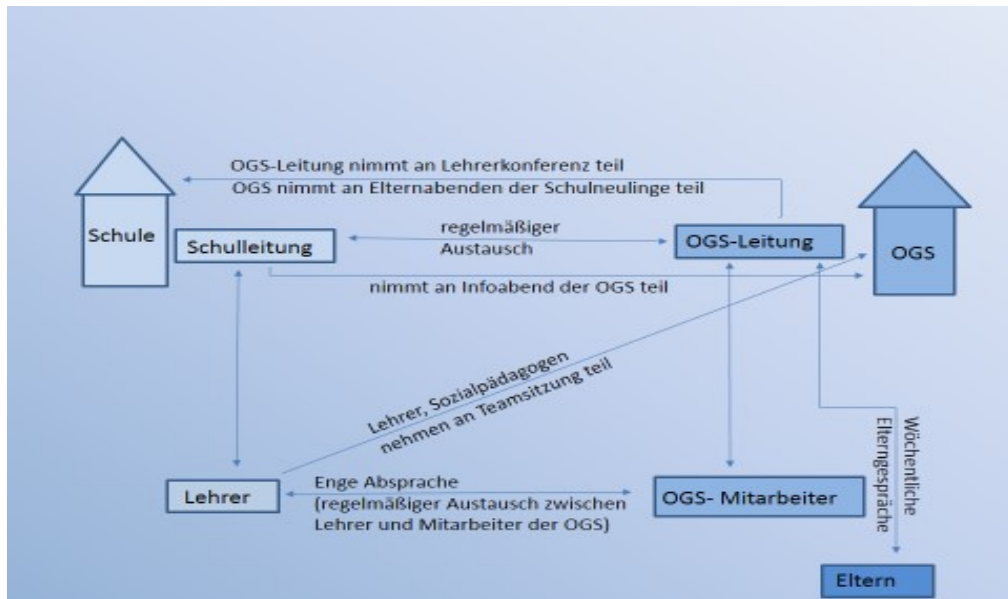 OGS-Leitung nimmt an Lehrerkonferenz teil
OGS nimmt an Elternabenden der Schulneulinge teil
Schule
Schulleitung
regelmäßiger
Austausch
OGS-Leitung
OGS
nimmt an Infoabend der OGS teil
Lehrer, Sozialpädagogen
nehmen an Teamsitzung teil
Wöchentliche
Elterngespräche
Lehrer
Enge Absprache
(regelmäßiger Austausch zwischen
Lehrer und Mitarbeiter der OGS)
OGS- Mitarbeiter
Eltern